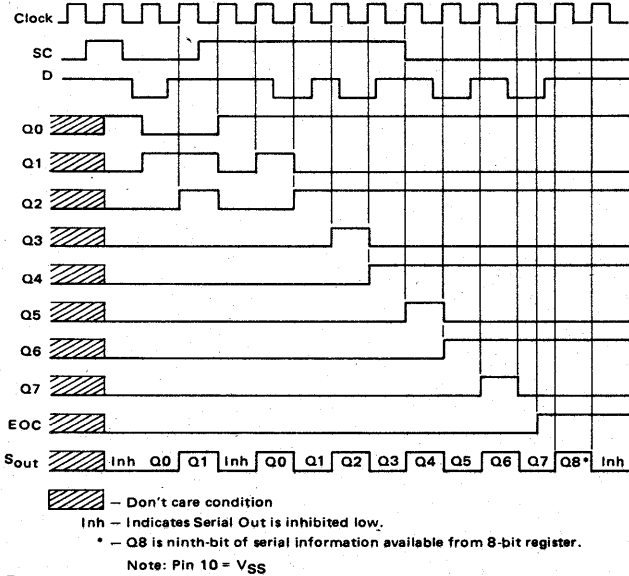 Clock
SC
D
Q0
Q1
Q2
Q3
Q4
Q5
Q6
Q7
EOC
Sout Inh Q0 Q1 Inh Q0 Q1 Q2 Q3 Q4 Q5 Q6 Q7 Q8* Inh
— Don't care condition
Inh — Indicates Serial Out is inhibited low.
* — Q8 is ninth-bit of serial information available from 8-bit register.
Note: Pin 10 = VSS